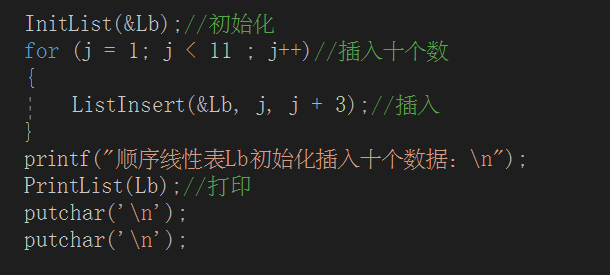 InitList(&Lb);//初始化
for (j = 1; j < 11 ; j++)//插入十个数
{
ListInsert(&Lb, j, j + 3);//插入
}
printf("顺序线性表Lb初始化插入十个数据：\n");
PrintList(Lb);//打印
putchar('\n');
putchar('\n');